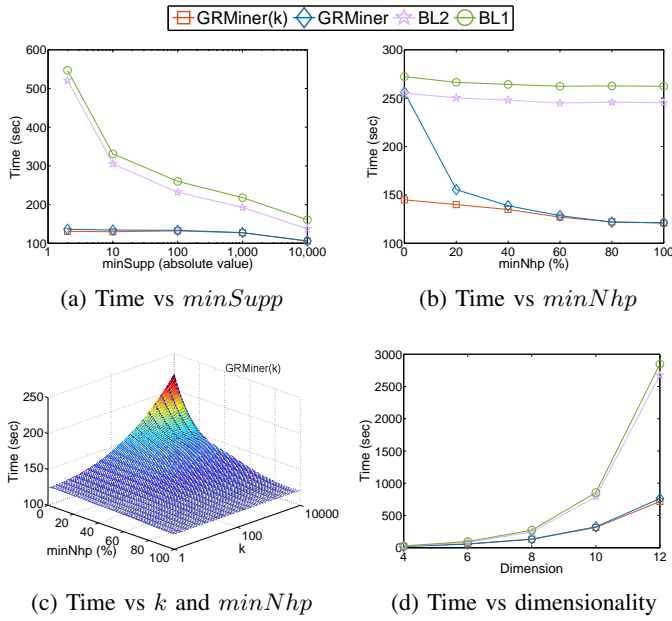 GRMiner(k) GRMiner BL2 BL1
600
500
400
300
200
100
Time (sec)
1 10 100 1,000 10,000
minSupp (absolute value)
(a) Time vs minSupp
300
250
200
150
100
Time (sec)
0 20 40 60 80 100
minNhp (%)
(b) Time vs minNhp
GRMiner(k)
250
200
150
100
Time (sec)
0 20 40 60 80 100
minNhp (%)
1 100 10000
k
(c) Time vs k and minNhp
3000
2500
2000
1500
1000
500
0
Time (sec)
4 6 8 10 12
Dimension
(d) Time vs dimensionality